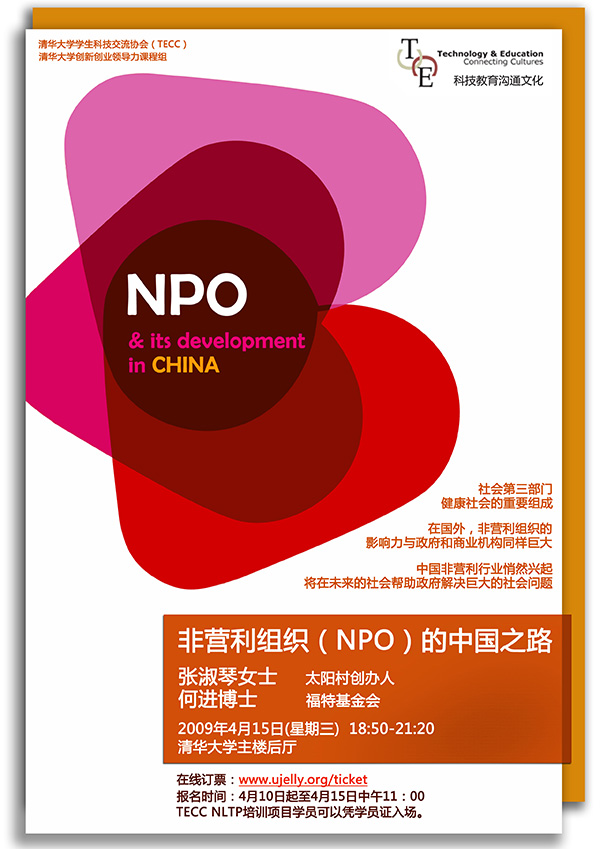 清华大学学生科技交流协会（TECC）
清华大学创新创业领导力课程组
TCE
Technology & Education
Connecting Cultures
科技教育沟通文化
NPO
& its development
in CHINA
社会第三部门
健康社会的重要组成
在国外，非营利组织的
影响力与政府和商业机构同样巨大
中国非营利行业悄然兴起
将在未来的社会帮助政府解决巨大的社会问题
非营利组织（NPO）的中国之路
张淑琴女士 太阳村创办人
何进博士 福特基金会
2009年4月15日(星期三) 18:50-21:20
清华大学主楼后厅
在线订票：www.ujelly.org/ticket
报名时间：4月10日起至4月15日中午11：00
TECC NLTP培训项目学员可以凭学员证入场。